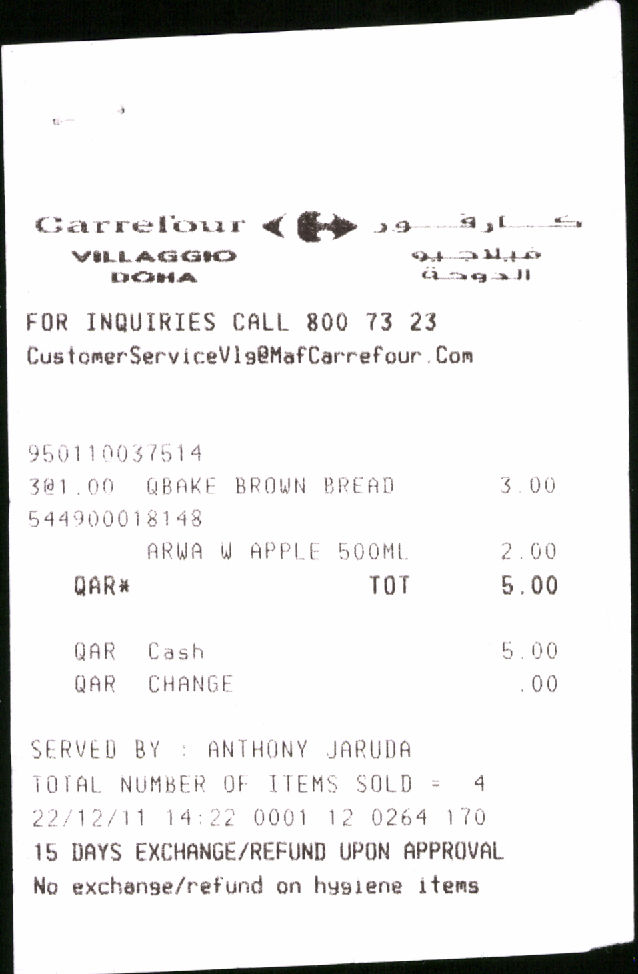 Carrefour كارفور
VILLAGGIO فيلاجيو
DOHA الدوحة
FOR INQUIRIES CALL 800 73 23
CustomerServiceVlg@MafCarrefour.Com
950110037514
3@1.00 QBAKE BROWN BREAD 3.00
544900018148
ARWA W APPLE 500ML 2.00
QAR* TOT 5.00
QAR Cash 5.00
QAR CHANGE .00
SERVED BY : ANTHONY JARUDA
TOTAL NUMBER OF ITEMS SOLD = 4
22/12/11 14:22 0001 12 0264 170
15 DAYS EXCHANGE/REFUND UPON APPROVAL
No exchange/refund on hygiene items